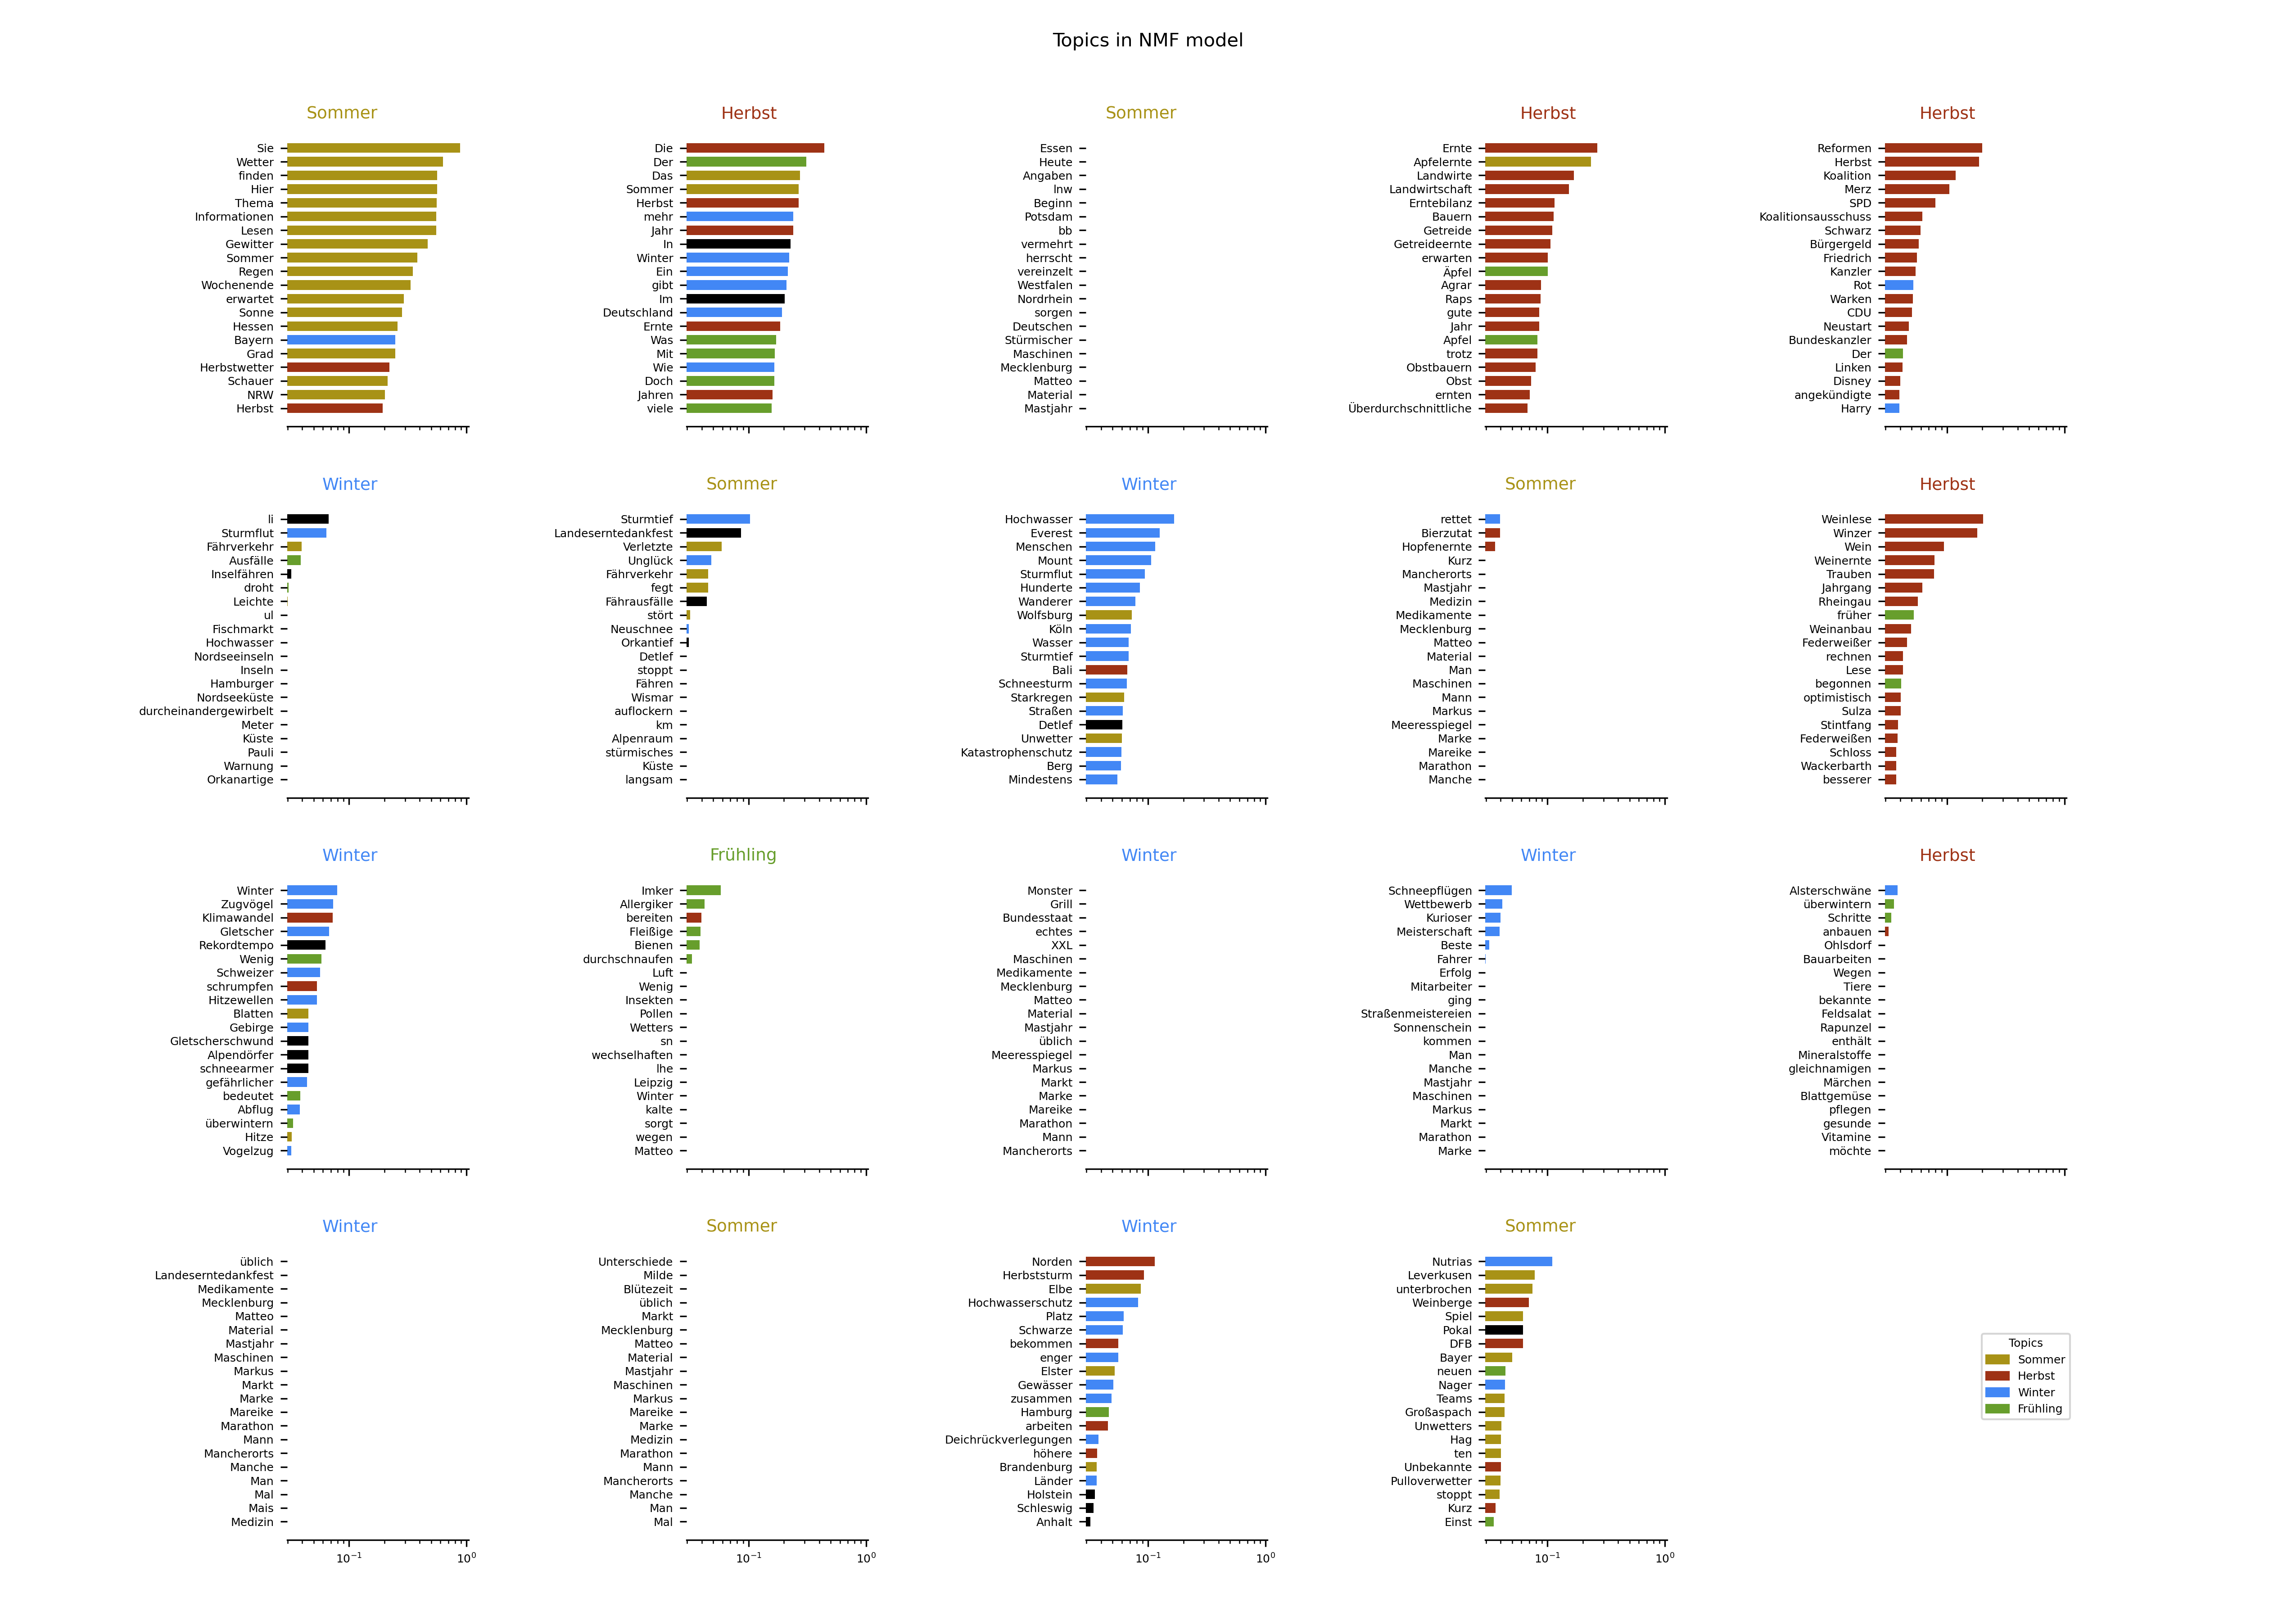 Topics in NMF model
Sommer
Sie
Wetter
finden
Hier
Thema
Informationen
Lesen
Gewitter
Sommer
Regen
Wochenende
erwartet
Sonne
Hessen
Bayern
Grad
Herbstwetter
Schauer
NRW
Herbst
Herbst
Die
Der
Das
Sommer
Herbst
mehr
Jahr
In
Winter
Ein
gibt
Im
Deutschland
Ernte
Was
Mit
Wie
Doch
Jahren
viele
Sommer
Essen
Heute
Angaben
lnw
Beginn
Potsdam
bb
vermehrt
herrscht
vereinzelt
Westfalen
Nordrhein
sorgen
Deutschen
Stürmischer
Maschinen
Mecklenburg
Matteo
Material
Mastjahr
Herbst
Ernte
Apfelernte
Landwirte
Landwirtschaft
Erntebilanz
Bauern
Getreide
Getreideernte
erwarten
Äpfel
Agrar
Raps
gute
Jahr
Apfel
trotz
Obstbauern
Obst
ernten
Überdurchschnittliche
Herbst
Reformen
Herbst
Koalition
Merz
SPD
Koalitionsausschuss
Schwarz
Bürgergeld
Friedrich
Kanzler
Rot
Warken
CDU
Neustart
Bundeskanzler
Der
Linken
Disney
angekündigte
Harry
Winter
li
Sturmflut
Fährverkehr
Ausfälle
Inselfähren
droht
Leichte
ul
Fischmarkt
Hochwasser
Nordseeinseln
Inseln
Hamburger
Nordseeküste
durcheinandergewirbelt
Meter
Küste
Pauli
Warnung
Orkanartige
Sommer
Sturmtief
Landeserntedankfest
Verletzte
Unglück
Fährverkehr
fegt
Fährausfälle
stört
Neuschnee
Orkantief
Detlef
stoppt
Fähren
Wismar
auflockern
km
Alpenraum
stürmisches
Küste
langsam
Winter
Hochwasser
Everest
Menschen
Mount
Sturmflut
Hunderte
Wanderer
Wolfsburg
Köln
Wasser
Sturmtief
Bali
Schneesturm
Starkregen
Straßen
Detlef
Unwetter
Katastrophenschutz
Berg
Mindestens
Sommer
rettet
Bierzutat
Hopfenernte
Kurz
Mancherorts
Mastjahr
Medizin
Medikamente
Mecklenburg
Matteo
Material
Man
Maschinen
Mann
Markus
Meeresspiegel
Marke
Mareike
Marathon
Manche
Herbst
Weinlese
Winzer
Wein
Weinernte
Trauben
Jahrgang
Rheingau
früher
Weinanbau
Federweißer
rechnen
Lese
begonnen
optimistisch
Sulza
Stintfang
Federweißen
Schloss
Wackerbarth
besserer
Winter
Winter
Zugvögel
Klimawandel
Gletscher
Rekordtempo
Wenig
Schweizer
schrumpfen
Hitzewellen
Blatten
Gebirge
Gletscherschwund
Alpendörfer
schneearmer
gefährlicher
bedeutet
Abflug
überwintern
Hitze
Vogelzug
Frühling
Imker
Allergiker
bereiten
Fleißige
Bienen
durchschnaufen
Luft
Wenig
Insekten
Pollen
Wetters
sn
wechselhaften
lhe
Leipzig
Winter
kalte
sorgt
wegen
Matteo
Winter
Monster
Grill
Bundesstaat
echtes
XXL
Maschinen
Medikamente
Mecklenburg
Matteo
Material
Mastjahr
üblich
Meeresspiegel
Markus
Markt
Marke
Mareike
Marathon
Mann
Mancherorts
Winter
Schneepflügen
Wettbewerb
Kurioser
Meisterschaft
Beste
Fahrer
Erfolg
Mitarbeiter
ging
Straßenmeistereien
Sonnenschein
kommen
Man
Manche
Mastjahr
Maschinen
Markus
Markt
Marathon
Marke
Herbst
Alsterschwäne
überwintern
Schritte
anbauen
Ohlsdorf
Bauarbeiten
Wegen
Tiere
bekannte
Feldsalat
Rapunzel
enthält
Mineralstoffe
gleichnamigen
Märchen
Blattgemüse
pflegen
gesunde
Vitamine
möchte
Winter
üblich
Landeserntedankfest
Medikamente
Mecklenburg
Matteo
Material
Mastjahr
Maschinen
Markus
Markt
Marke
Mareike
Marathon
Mann
Mancherorts
Manche
Man
Mal
Mais
Medizin
10⁻¹ 10⁰
Sommer
Unterschiede
Milde
Blütezeit
üblich
Markt
Mecklenburg
Matteo
Material
Mastjahr
Maschinen
Markus
Mareike
Marke
Medizin
Marathon
Mann
Mancherorts
Manche
Man
Mal
10⁻¹ 10⁰
Winter
Norden
Herbststurm
Elbe
Hochwasserschutz
Platz
Schwarze
bekommen
enger
Elster
Gewässer
zusammen
Hamburg
arbeiten
Deichrückverlegungen
höhere
Brandenburg
Länder
Holstein
Schleswig
Anhalt
10⁻¹ 10⁰
Sommer
Nutrias
Leverkusen
unterbrochen
Weinberge
Spiel
Pokal
DFB
Bayer
neuen
Nager
Teams
Großaspach
Unwetters
Hag
ten
Unbekannte
Pulloverwetter
stoppt
Kurz
Einst
10⁻¹ 10⁰
Topics
Sommer
Herbst
Winter
Frühling